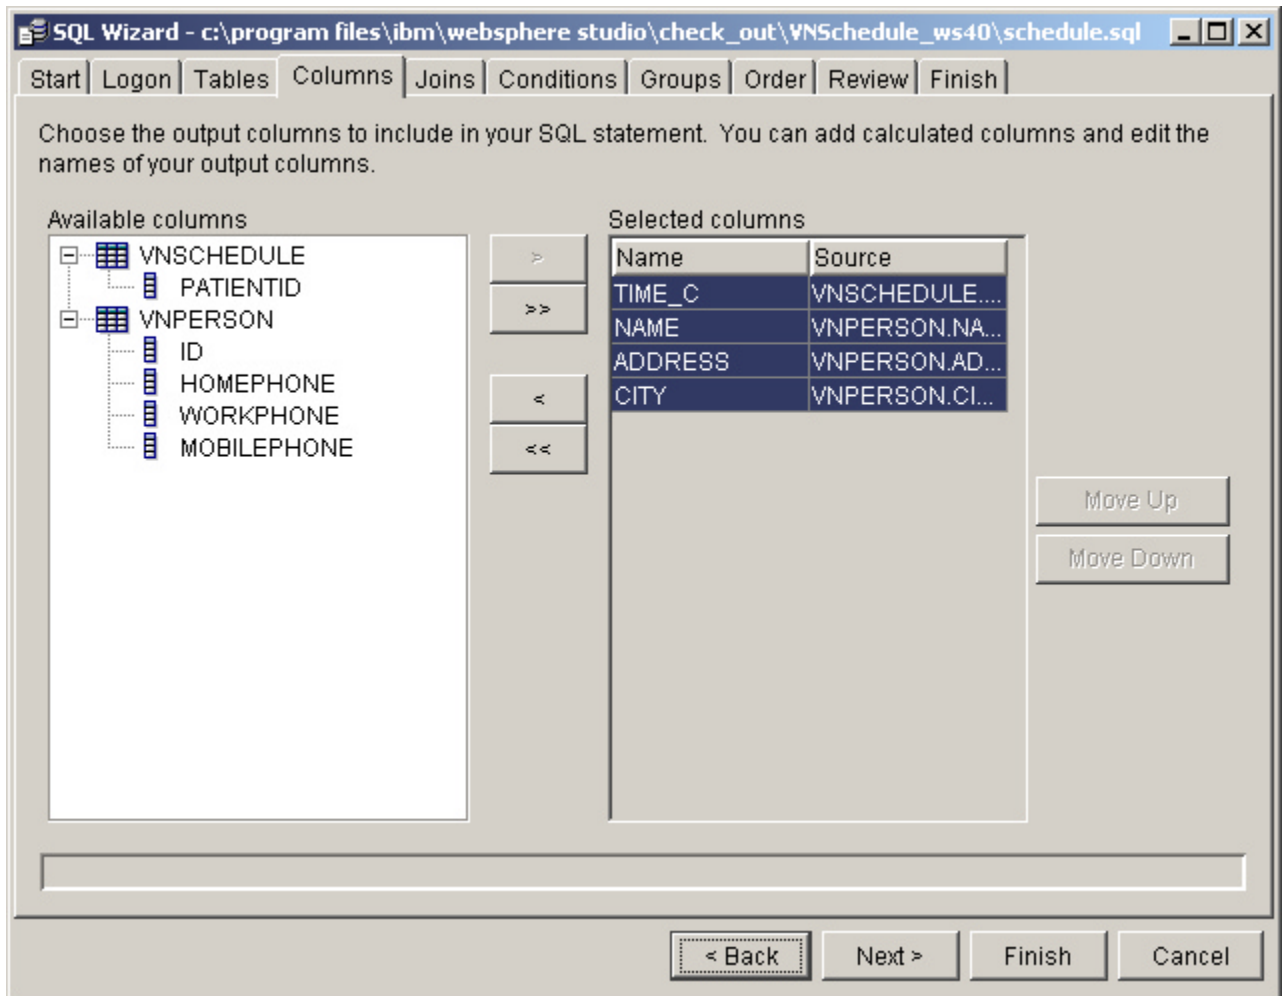 SQL Wizard - c:\program files\ibm\websphere studio\check_out\VNSchedule_ws40\schedule.sql
Start Logon Tables Columns Joins Conditions Groups Order Review Finish
Choose the output columns to include in your SQL statement. You can add calculated columns and edit the
names of your output columns.
Available columns
VNSCHEDULE
PATIENTID
VNPERSON
ID
HOMEPHONE
WORKPHONE
MOBILEPHONE
>
>>
<
<<
Selected columns
Name Source
TIME_C VNSCHEDULE....
NAME VNPERSON.NA...
ADDRESS VNPERSON.AD...
CITY VNPERSON.CI...
Move Up
Move Down
< Back Next > Finish Cancel